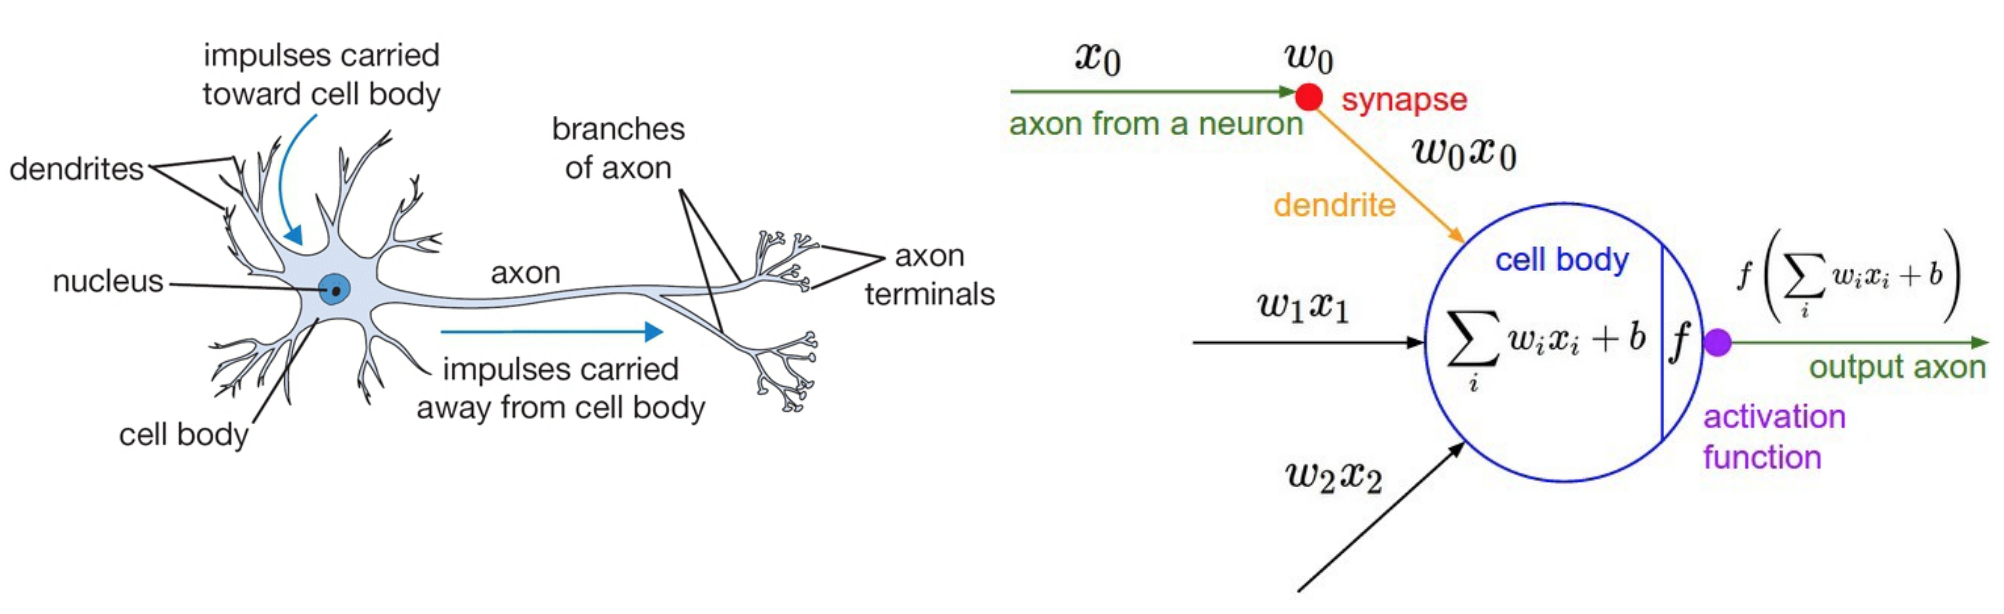 impulses carried
toward cell body
dendrites
nucleus
cell body
axon
impulses carried
away from cell body
branches
of axon
axon
terminals
x₀
w₀
synapse
axon from a neuron
w₀x₀
dendrite
cell body
w₁x₁
∑ᵢ wᵢxᵢ + b
f
f(∑ᵢ wᵢxᵢ + b)
output axon
activation
function
w₂x₂